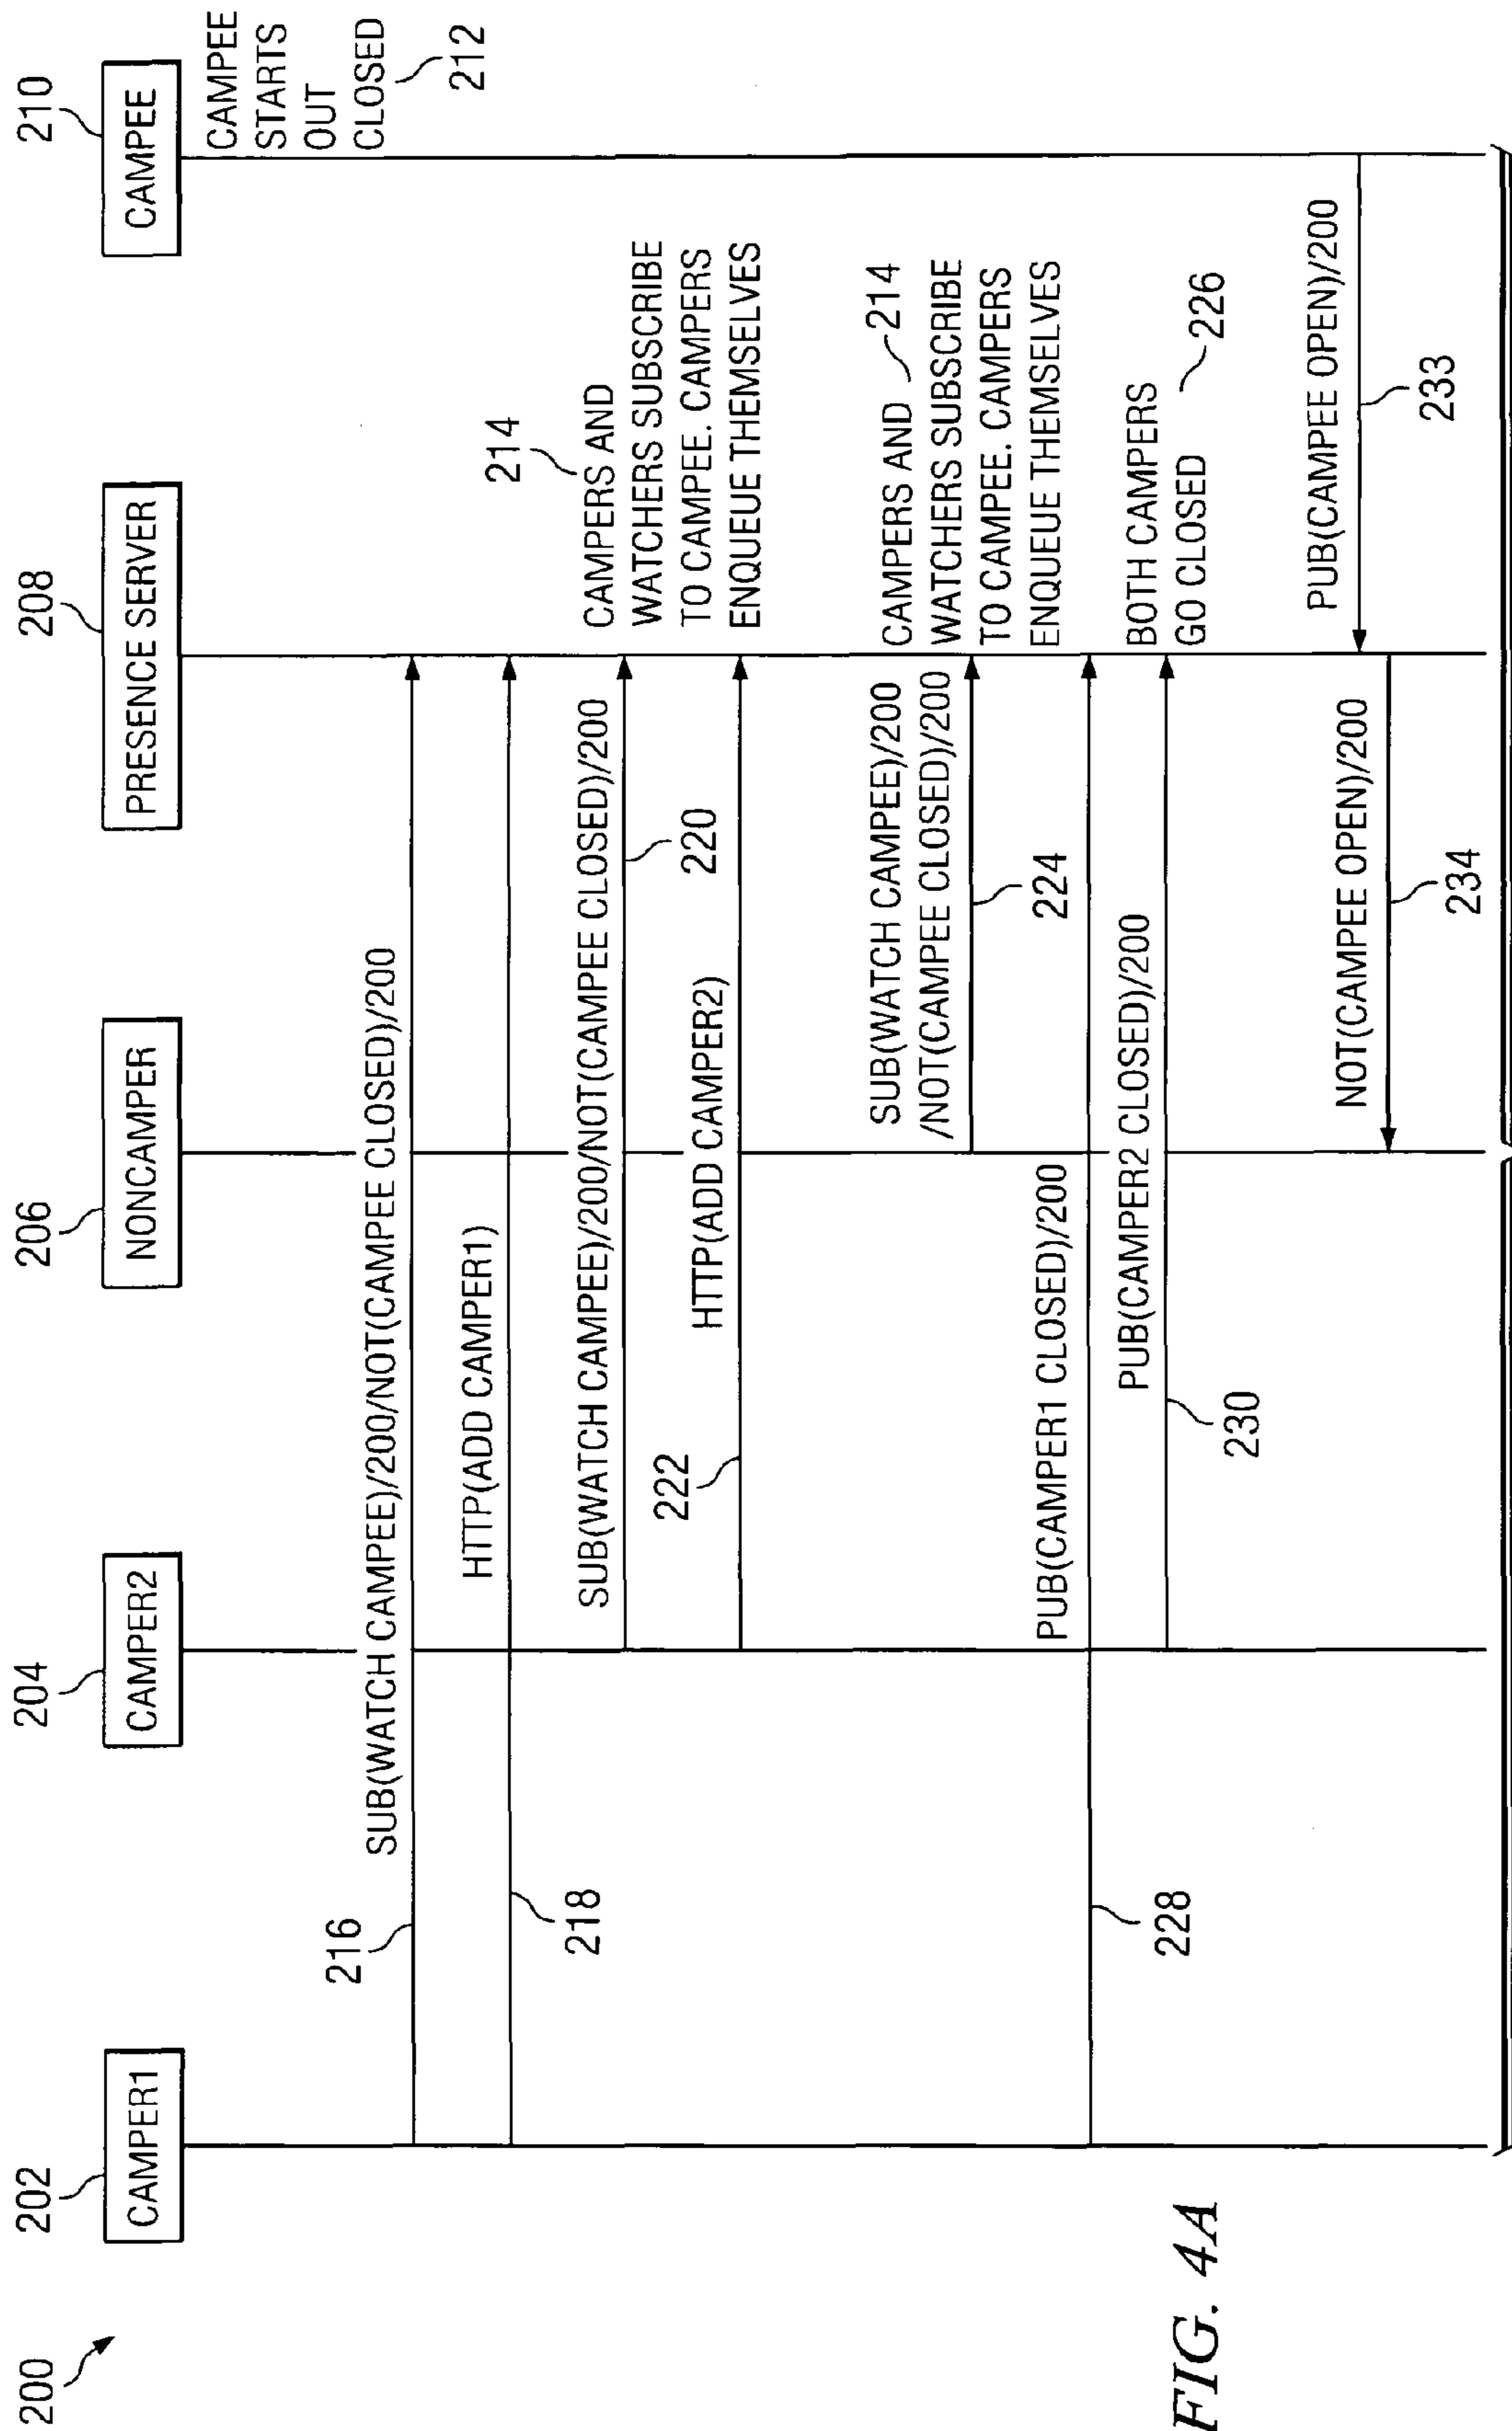 200
202
204
206
208
210
CAMPER1
CAMPER2
NONCAMPER
PRESENCE SERVER
CAMPEE
CAMPEE
STARTS
OUT
CLOSED
212
216
SUB(WATCH CAMPEE)/200/NOT(CAMPEE CLOSED)/200
HTTP(ADD CAMPER1)
218
214
CAMPERS AND
WATCHERS SUBSCRIBE
TO CAMPEE. CAMPERS
ENQUEUE THEMSELVES
SUB(WATCH CAMPEE)/200/NOT(CAMPEE CLOSED)/200
220
222
HTTP(ADD CAMPER2)
SUB(WATCH CAMPEE)/200
/NOT(CAMPEE CLOSED)/200
224
CAMPERS AND
214
WATCHERS SUBSCRIBE
TO CAMPEE. CAMPERS
ENQUEUE THEMSELVES
PUB(CAMPER1 CLOSED)/200
228
PUB(CAMPER2 CLOSED)/200
230
BOTH CAMPERS
GO CLOSED
226
PUB(CAMPEE OPEN)/200
233
NOT(CAMPEE OPEN)/200
234
FIG. 4A